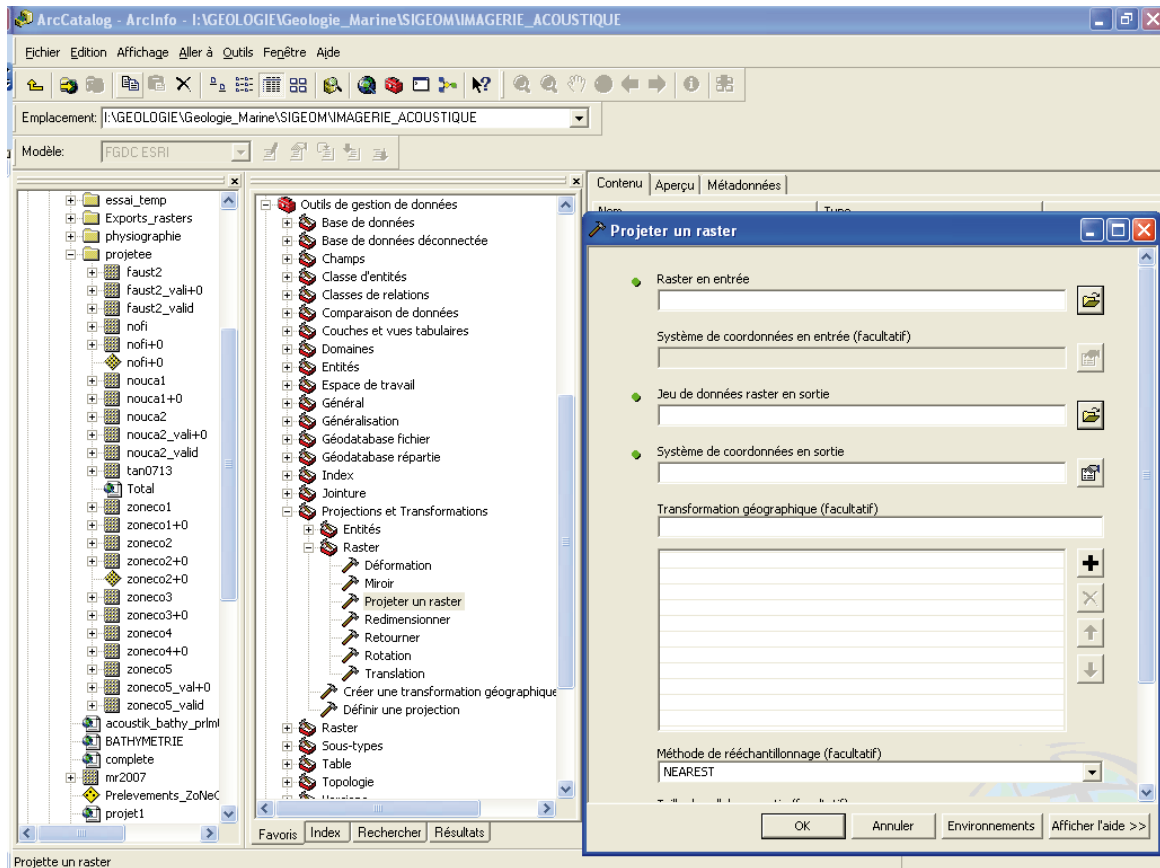 ArcCatalog - ArcInfo - I:\GEOLOGIE\Geologie_Marine\SIGEOM\IMAGERIE_ACOUSTIQUE
Fichier Edition Affichage Aller à Outils Fenêtre Aide
Emplacement: I:\GEOLOGIE\Geologie_Marine\SIGEOM\IMAGERIE_ACOUSTIQUE
Modèle: FGDC ESRI
essai_temp
Exports_rasters
physiographie
projetee
faust2
faust2_vali+0
faust2_valid
nofi
nofi+0
nofi+0
nouca1
nouca1+0
nouca2
nouca2_vali+0
nouca2_valid
tan0713
Total
zoneco1
zoneco1+0
zoneco2
zoneco2+0
zoneco2+0
zoneco3
zoneco3+0
zoneco4
zoneco4+0
zoneco5
zoneco5_val+0
zoneco5_valid
acoustik_bathy_prlm
BATHYMETRIE
complete
mr2007
Prelevements_ZoNeC
projet1
Outils de gestion de données
Base de données
Base de données déconnectée
Champs
Classe d'entités
Classes de relations
Comparaison de données
Couches et vues tabulaires
Domaines
Entités
Espace de travail
Général
Généralisation
Géodatabase fichier
Géodatabase répartie
Index
Jointure
Projections et Transformations
Entités
Raster
Déformation
Miroir
Projeter un raster
Redimensionner
Retourner
Rotation
Translation
Créer une transformation géographique
Définir une projection
Raster
Sous-types
Table
Topologie
Favoris Index Rechercher Résultats
Contenu Aperçu Métadonnées
Nom Type
Projeter un raster
Raster en entrée
Système de coordonnées en entrée (facultatif)
Jeu de données raster en sortie
Système de coordonnées en sortie
Transformation géographique (facultatif)
Méthode de rééchantillonnage (facultatif)
NEAREST
OK Annuler Environnements Afficher l'aide >>
Projette un raster